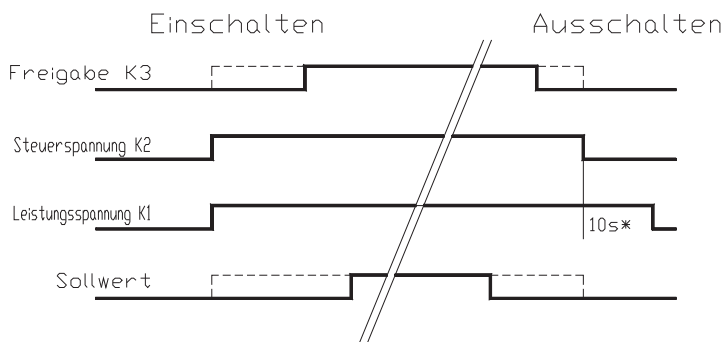 Einschalten Ausschalten
Freigabe K3
Steuerspannung K2
Leistungsspannung K1
10s*
Sollwert